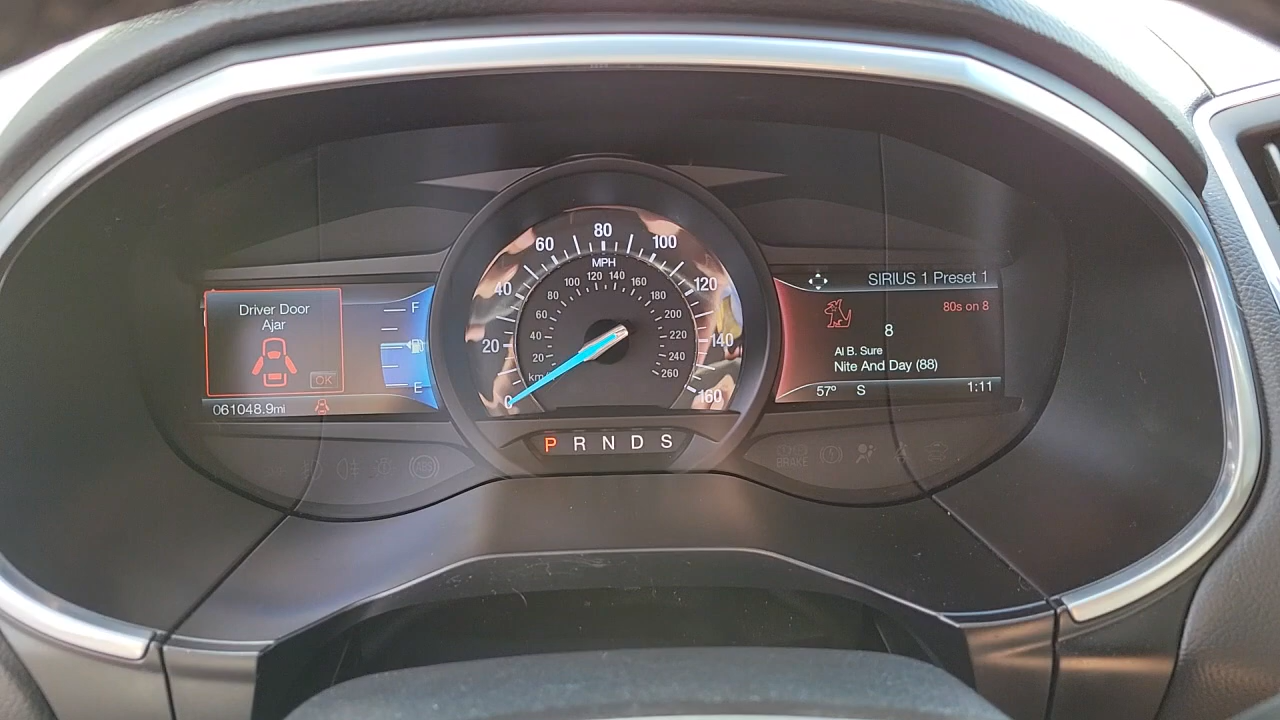 Driver Door
Ajar
OK
061048.9mi
F
E
0
20
40
60
80
100
120
140
160
MPH
20
40
60
80
100
120
140
160
180
200
220
240
260
P R N D S
SIRIUS 1 Preset 1
80s on 8
8
Al B. Sure
Nite And Day (88)
57° S 1:11
BRAKE
ABS